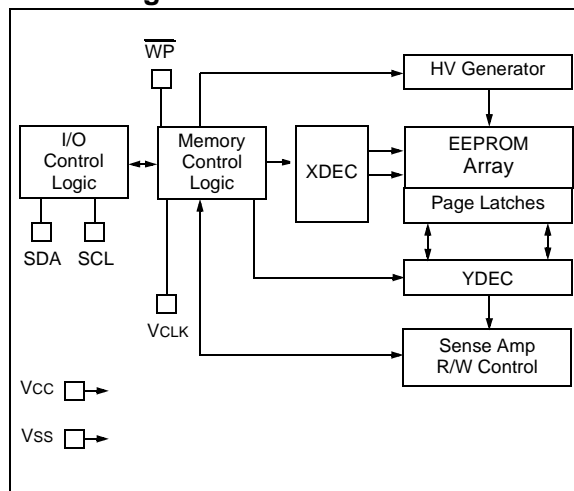 WP
HV Generator
I/O
Control
Logic
Memory
Control
Logic
XDEC
EEPROM
Array
Page Latches
SDA
SCL
YDEC
VCLK
Sense Amp
R/W Control
VCC
VSS